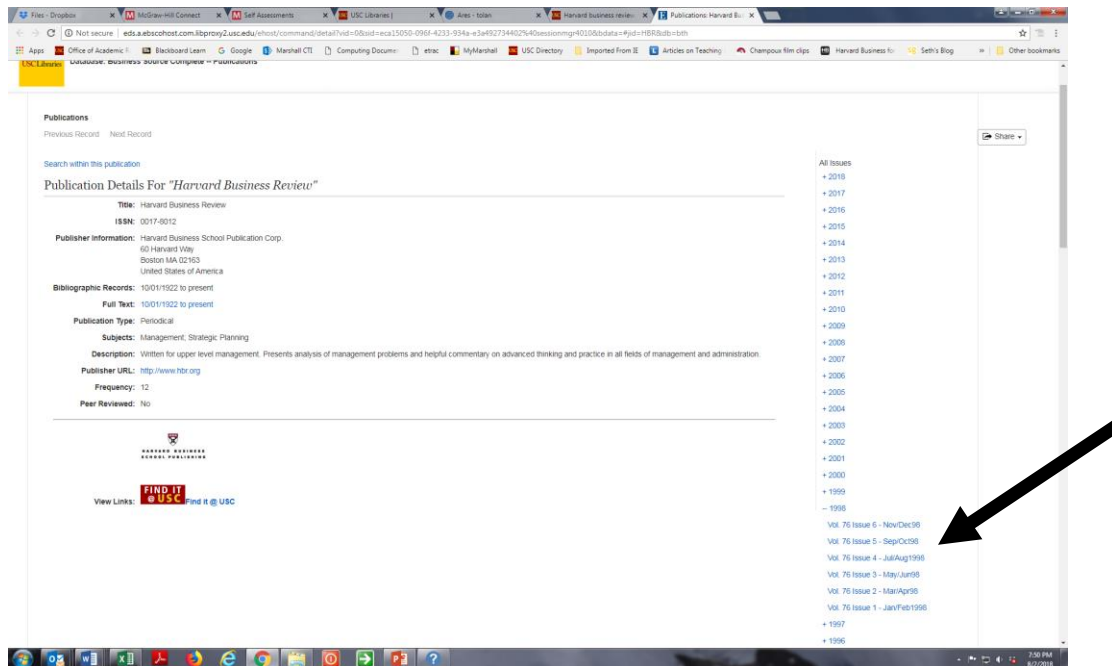 Files - Dropbox
McGraw-Hill Connect
Self Assessments
USC Libraries |
Ares - tolan
Harvard business review
Publications: Harvard Bu
Not secure | eds.a.ebscohost.com.libproxy2.usc.edu/ehost/command/detail?vid=0&sid=eca15050-096f-4233-934a-e3a492734402%40sessionmgr4010&bdata=#jid=HBR&db=bth
Apps Office of Academic F Blackboard Learn Google Marshall CTI Computing Docume etrac MyMarshall USC Directory Imported From IE Articles on Teaching Champoux film clips Harvard Business fo Seth's Blog Other bookmarks
USC Libraries Database: Business Source Complete -- Publications
Publications
Previous Record Next Record
Share
Search within this publication
Publication Details For "Harvard Business Review"
Title: Harvard Business Review
ISSN: 0017-8012
Publisher Information: Harvard Business School Publication Corp.
60 Harvard Way
Boston MA 02163
United States of America
Bibliographic Records: 10/01/1922 to present
Full Text: 10/01/1922 to present
Publication Type: Periodical
Subjects: Management, Strategic Planning
Description: Written for upper level management. Presents analysis of management problems and helpful commentary on advanced thinking and practice in all fields of management and administration.
Publisher URL: http://www.hbr.org
Frequency: 12
Peer Reviewed: No
HARVARD BUSINESS
SCHOOL PUBLISHING
FIND IT
@ USC
View Links: Find it @ USC
All Issues
+ 2018
+ 2017
+ 2016
+ 2015
+ 2014
+ 2013
+ 2012
+ 2011
+ 2010
+ 2009
+ 2008
+ 2007
+ 2006
+ 2005
+ 2004
+ 2003
+ 2002
+ 2001
+ 2000
+ 1999
-- 1998
Vol. 76 Issue 6 - Nov/Dec98
Vol. 76 Issue 5 - Sep/Oct98
Vol. 76 Issue 4 - Jul/Aug1998
Vol. 76 Issue 3 - May/Jun98
Vol. 76 Issue 2 - Mar/Apr98
Vol. 76 Issue 1 - Jan/Feb1998
+ 1997
+ 1996
7:50 PM
6/2/2018